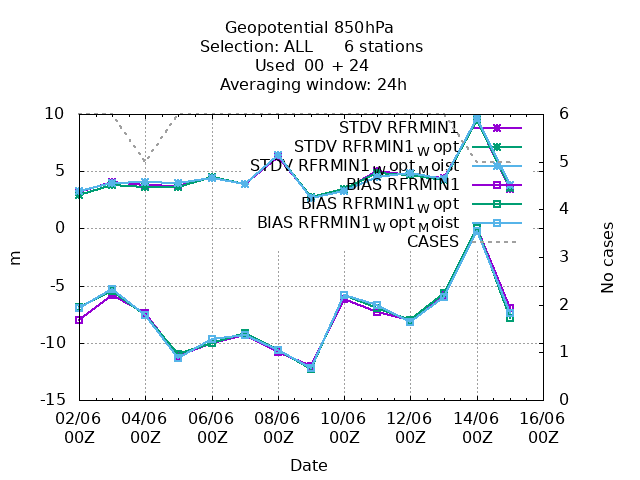 Geopotential 850hPa
Selection: ALL 6 stations
Used 00 + 24
Averaging window: 24h
10
5
0
-5
-10
-15
m
6
5
4
3
2
1
0
No cases
STDV RFRMIN1
STDV RFRMIN1_W opt
STDV RFRMIN1_W opt_M oist
BIAS RFRMIN1
BIAS RFRMIN1_W opt
BIAS RFRMIN1_W opt_M oist
CASES
02/06 04/06 06/06 08/06 10/06 12/06 14/06 16/06
00Z 00Z 00Z 00Z 00Z 00Z 00Z 00Z
Date